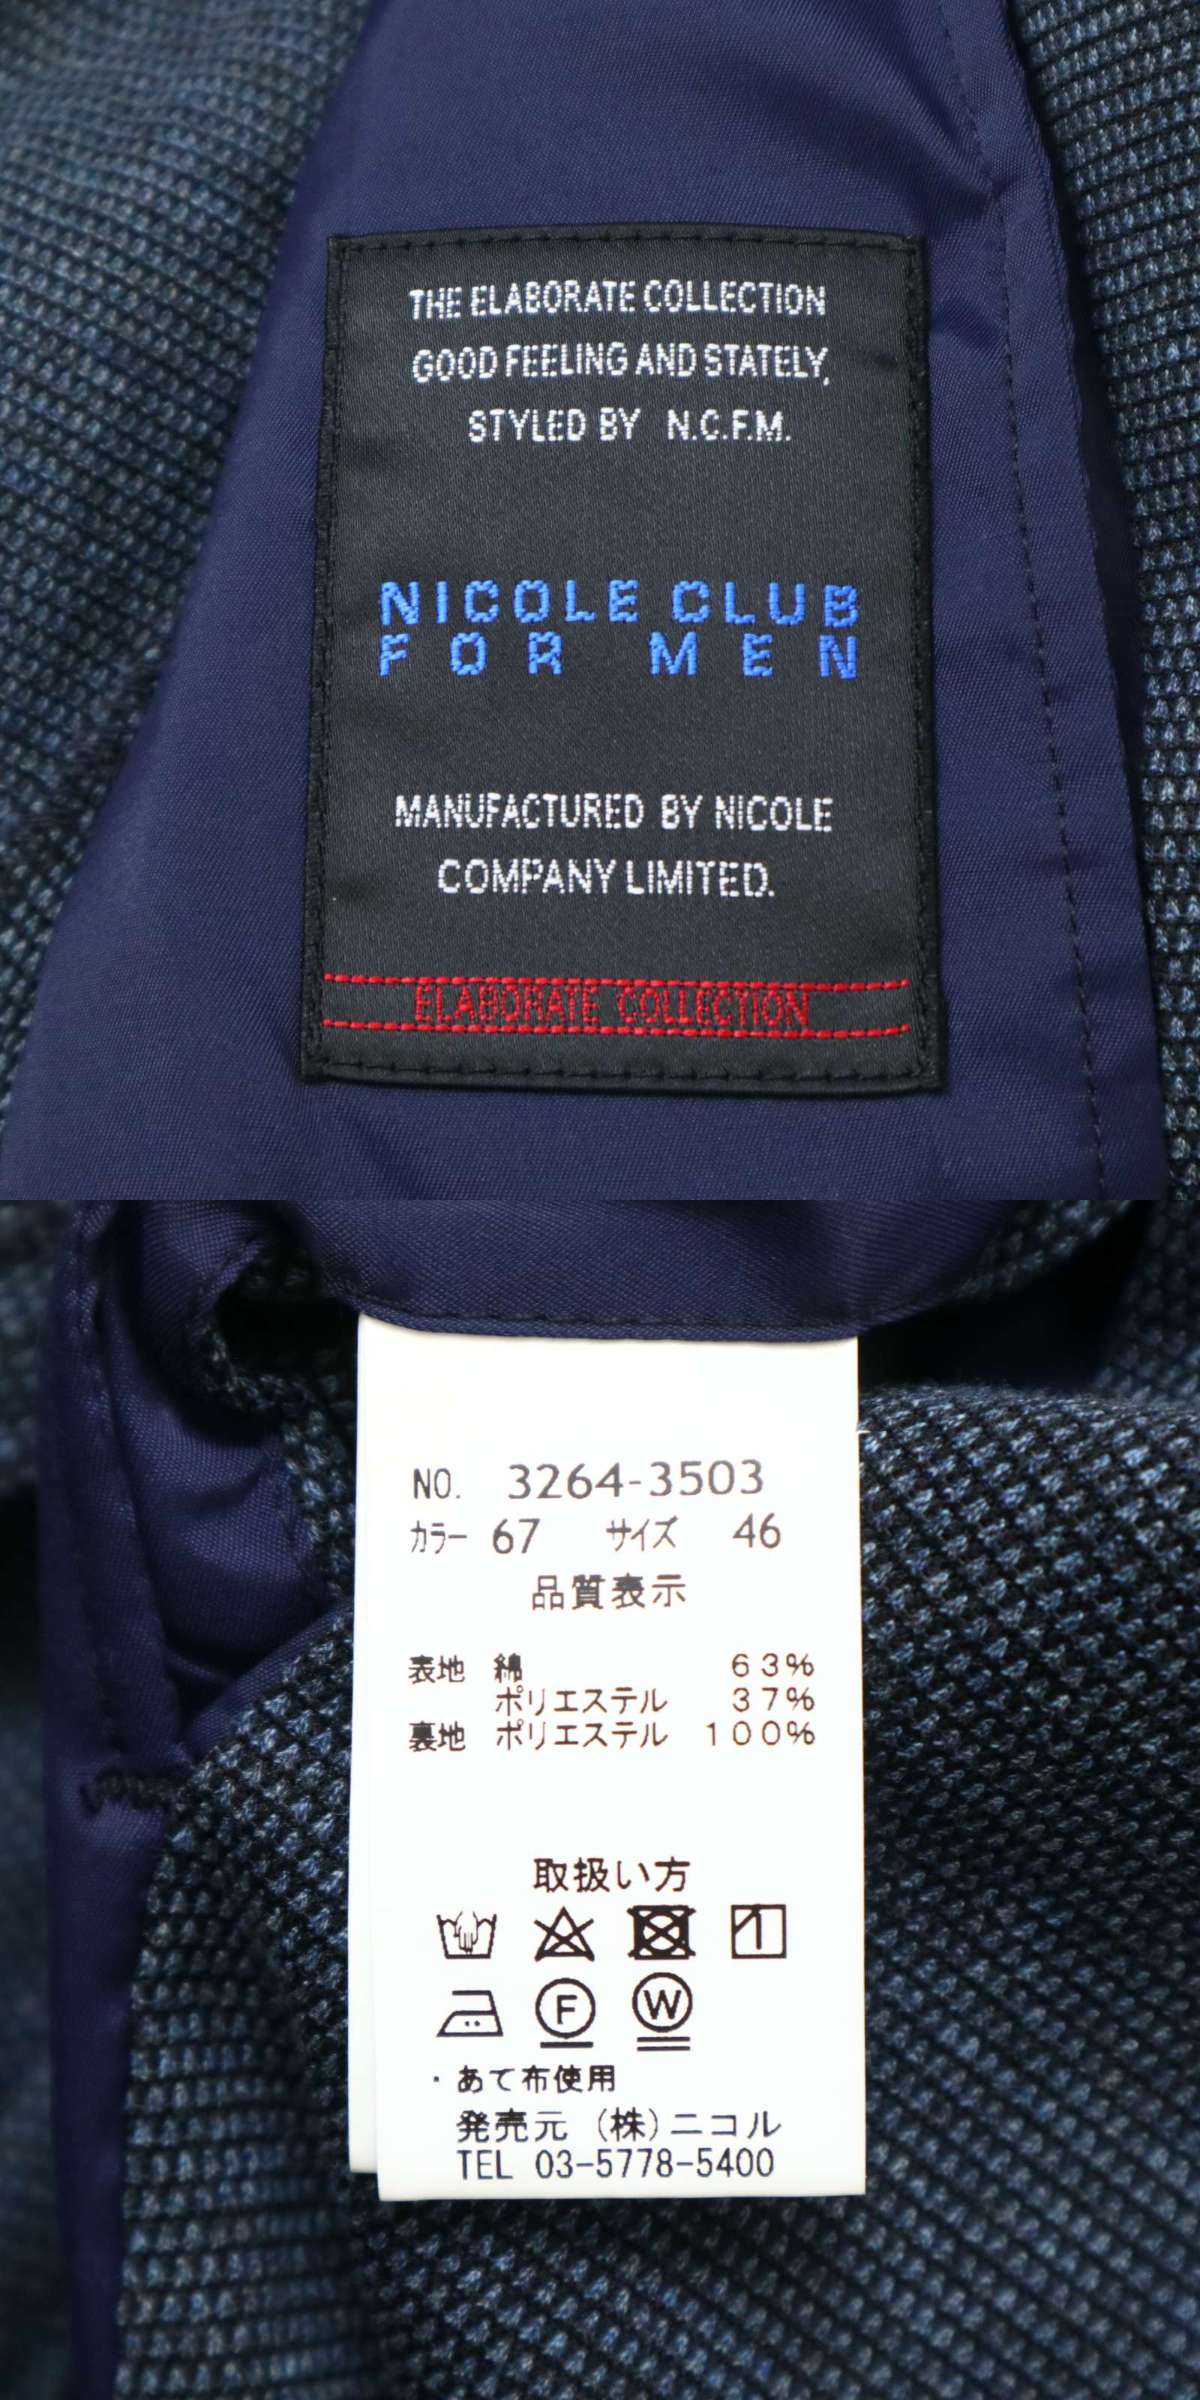 THE ELABORATE COLLECTION
GOOD FEELING AND STATELY,
STYLED BY N.C.F.M.
NICOLE CLUB
FOR MEN
MANUFACTURED BY NICOLE
COMPANY LIMITED.
ELABORATE COLLECTION
NO. 3264-3503
カラー 67 サイズ 46
品質表示
表地 綿 63%
ポリエステル 37%
裏地 ポリエステル 100%
取扱い方
F W
・あて布使用
発売元 (株)ニコル
TEL 03-5778-5400